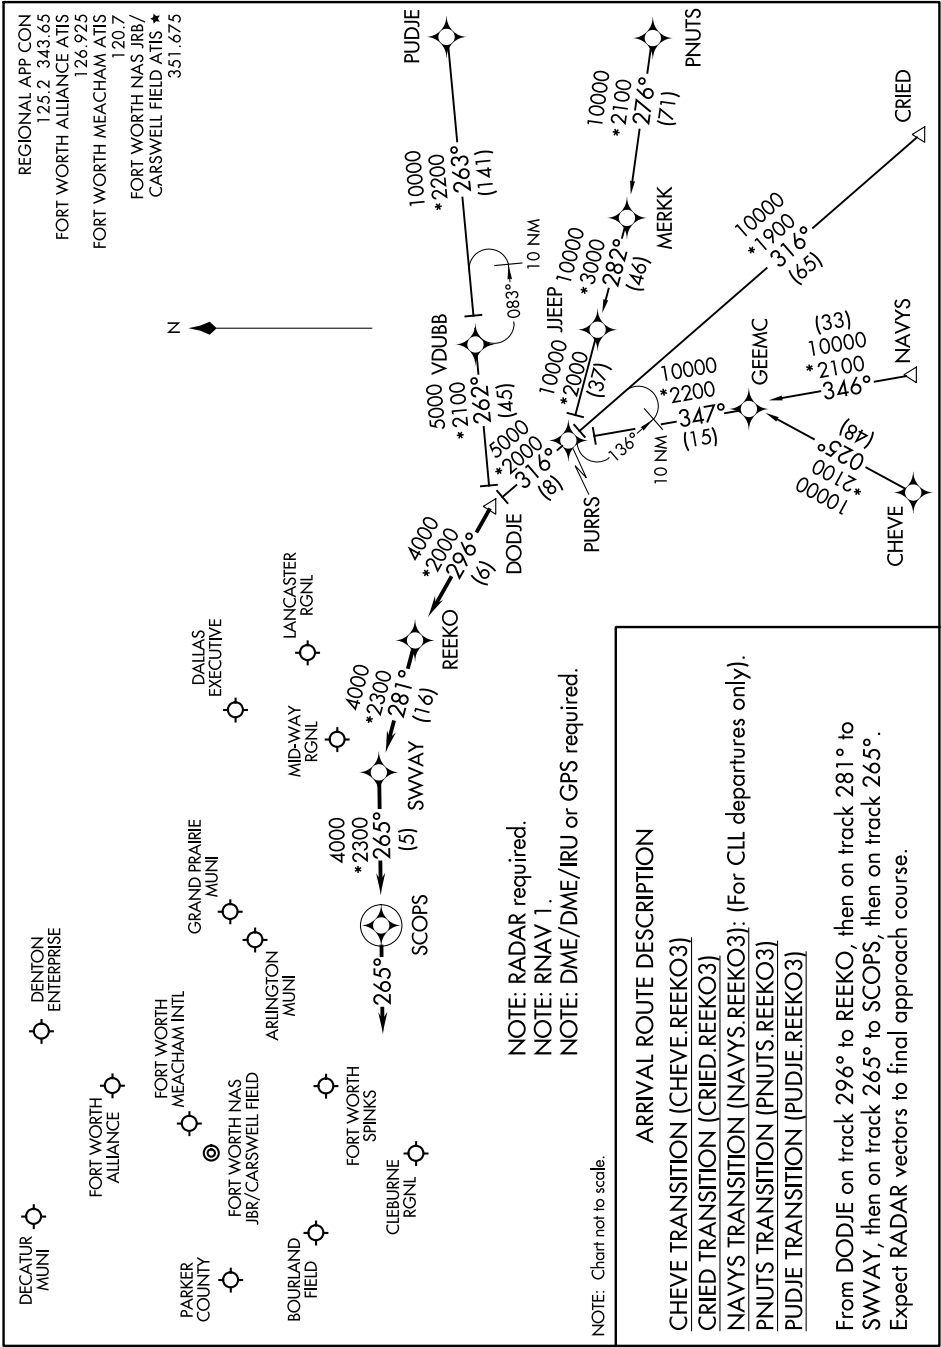 REGIONAL APP CON
125.2 343.65
FORT WORTH ALLIANCE ATIS
126.925
FORT WORTH MEACHAM ATIS
120.7
FORT WORTH NAS JRB/
CARSWELL FIELD ATIS ★
351.675
N
DECATUR
MUNI
DENTON
ENTERPRISE
FORT WORTH
ALLIANCE
FORT WORTH
MEACHAM INTL
FORT WORTH NAS
JRB/CARSWELL FIELD
PARKER
COUNTY
BOURLAND
FIELD
GRAND PRAIRIE
MUNI
ARLINGTON
MUNI
DALLAS
EXECUTIVE
LANCASTER
RGNL
MID-WAY
RGNL
FORT WORTH
SPINKS
CLEBURNE
RGNL
PUDJE
10000
*2200
263°
(141)
10 NM
083°
VDUBB
5000
*2100
262°
(45)
PNUTS
10000
*2100
276°
(71)
MERKK
10000
*3000
282°
(46)
JJEEP
10000
*2000
(37)
CRIED
10000
*1900
316°
(65)
NAVYS
(33)
10000
*2100
346°
GEEMC
10000
*2200
347°
(15)
CHEVE
(48)
025°
*2100
10000
136°
10 NM
PURRS
5000
*2000
316°
(8)
DODJE
4000
*2000
296°
(6)
REEKO
4000
*2300
281°
(16)
SWVAY
4000
*2300
265°
(5)
SCOPS
265°
NOTE: RADAR required.
NOTE: RNAV 1.
NOTE: DME/DME/IRU or GPS required.
NOTE: Chart not to scale.
ARRIVAL ROUTE DESCRIPTION
CHEVE TRANSITION (CHEVE.REEKO3)
CRIED TRANSITION (CRIED.REEKO3)
NAVYS TRANSITION (NAVYS.REEKO3): (For CLL departures only).
PNUTS TRANSITION (PNUTS.REEKO3)
PUDJE TRANSITION (PUDJE.REEKO3)
From DODJE on track 296° to REEKO, then on track 281° to
SWVAY, then on track 265° to SCOPS, then on track 265°.
Expect RADAR vectors to final approach course.